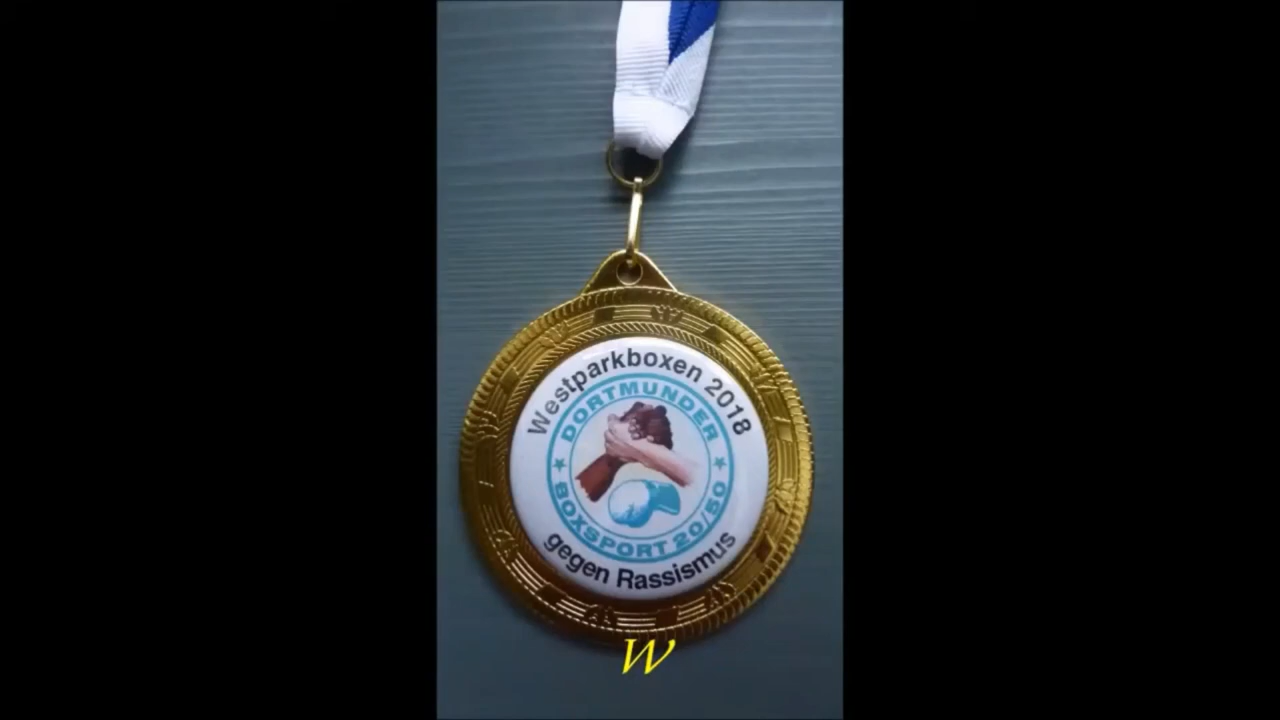 Westparkboxen 2018
DORTMUNDER
BOXSPORT 20/50
gegen Rassismus
W